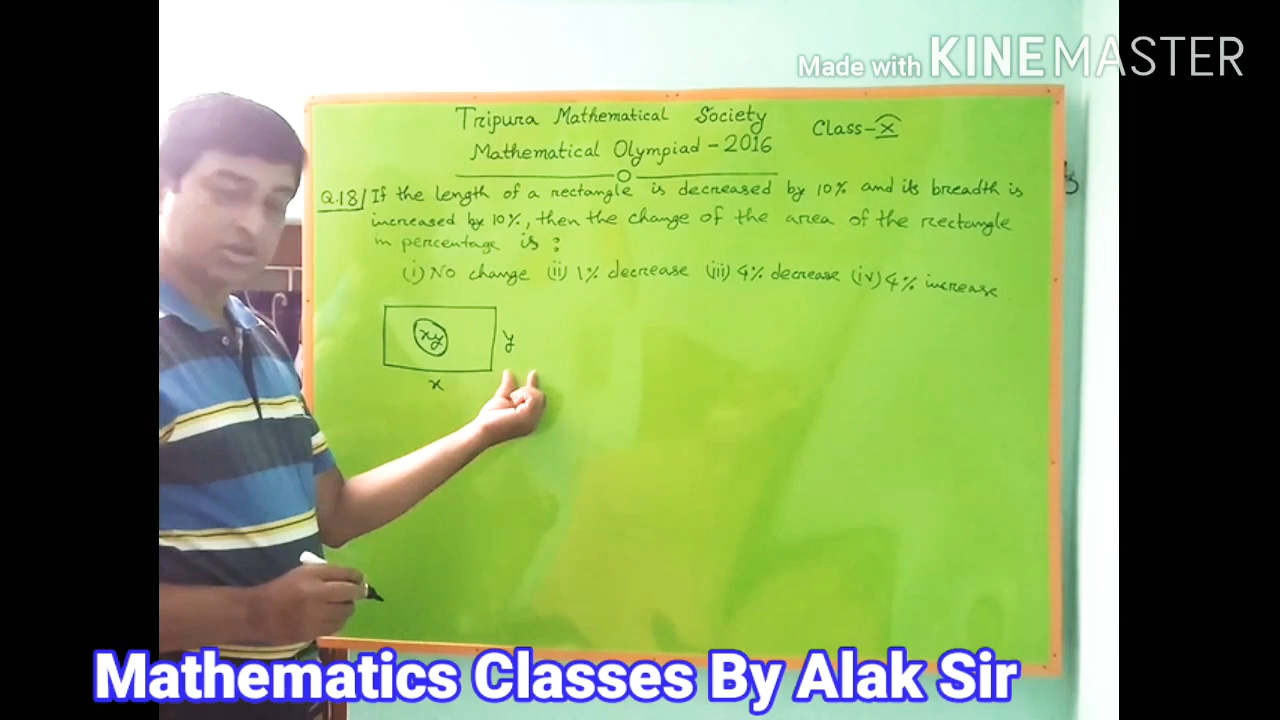 Made with KINEMASTER
Tripura Mathematical Society
Class-X
Mathematical Olympiad - 2016
Q.18/ If the length of a rectangle is decreased by 10% and its breadth is
increased by 10%, then the change of the area of the rectangle
in percentage is ?
(i) No change (ii) 1% decrease (iii) 4% decrease (iv) 4% increase
xy
y
x
Mathematics Classes By Alak Sir